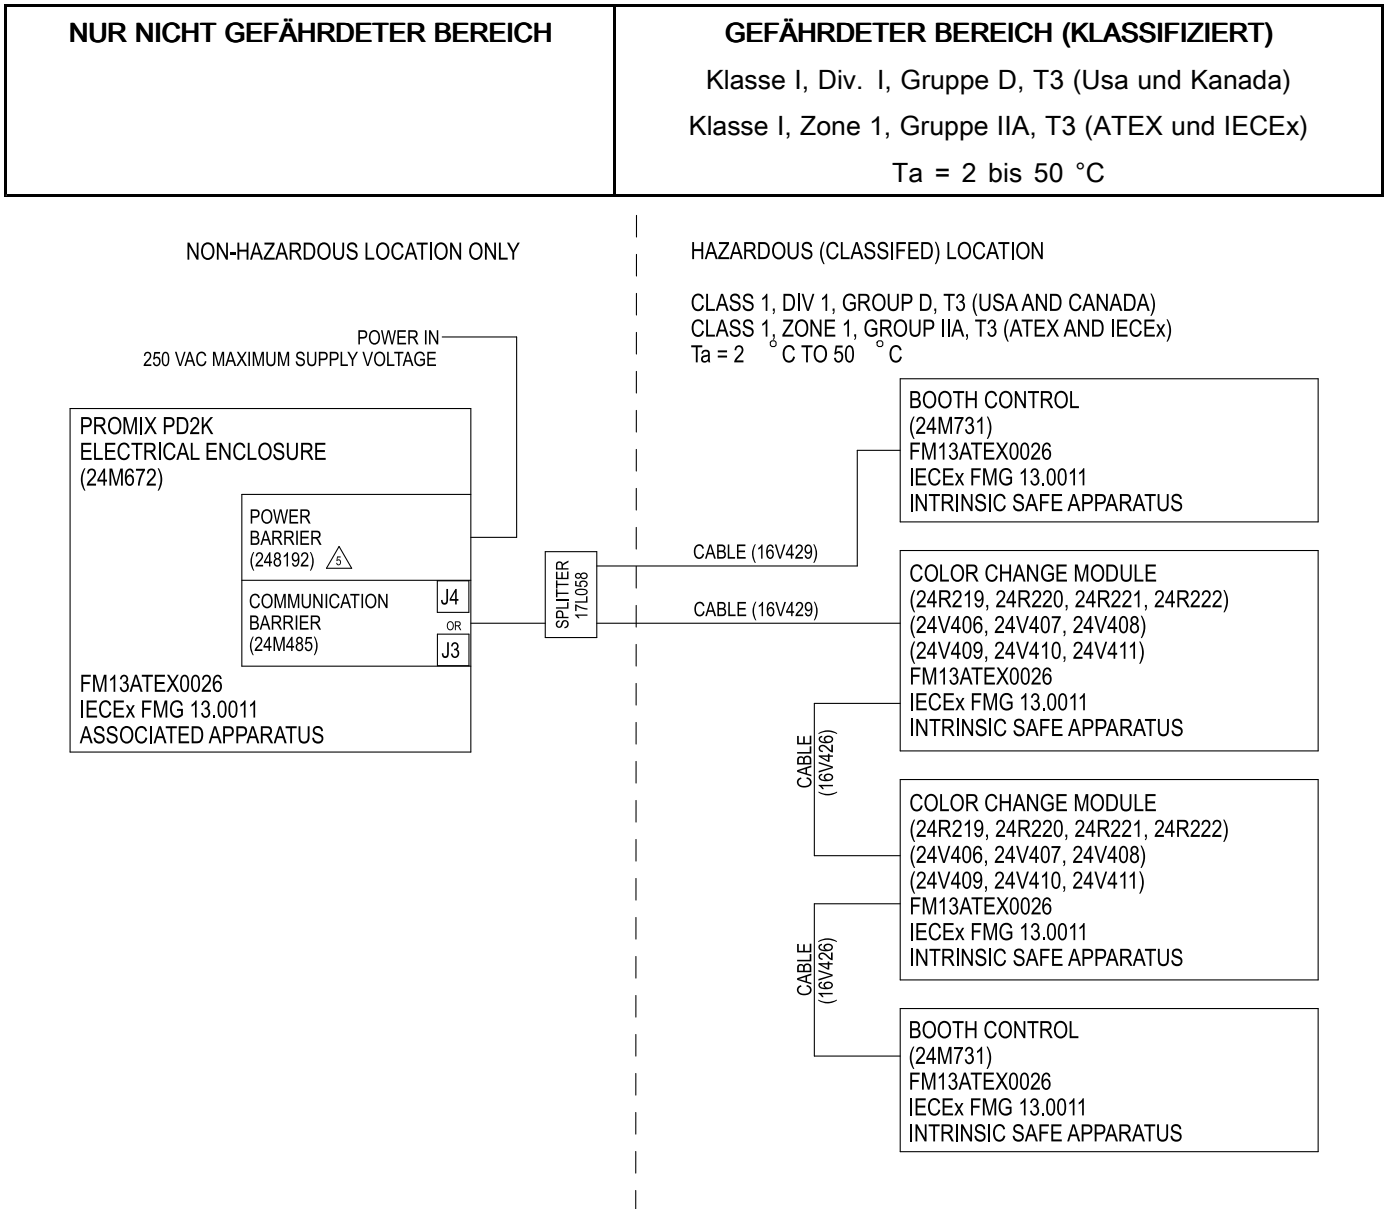 NUR NICHT GEFÄHRDETER BEREICH
GEFÄHRDETER BEREICH (KLASSIFIZIERT)
Klasse I, Div. I, Gruppe D, T3 (Usa und Kanada)
Klasse I, Zone 1, Gruppe IIA, T3 (ATEX und IECEx)
Ta = 2 bis 50 °C
NON-HAZARDOUS LOCATION ONLY
POWER IN
250 VAC MAXIMUM SUPPLY VOLTAGE
PROMIX PD2K
ELECTRICAL ENCLOSURE
(24M672)
POWER
BARRIER
(248192) 5
COMMUNICATION
BARRIER
(24M485)
J4
OR
J3
FM13ATEX0026
IECEx FMG 13.0011
ASSOCIATED APPARATUS
SPLITTER
17L058
HAZARDOUS (CLASSIFED) LOCATION
CLASS 1, DIV 1, GROUP D, T3 (USA AND CANADA)
CLASS 1, ZONE 1, GROUP IIA, T3 (ATEX AND IECEx)
Ta = 2 °C TO 50 °C
CABLE (16V429)
CABLE (16V429)
BOOTH CONTROL
(24M731)
FM13ATEX0026
IECEx FMG 13.0011
INTRINSIC SAFE APPARATUS
COLOR CHANGE MODULE
(24R219, 24R220, 24R221, 24R222)
(24V406, 24V407, 24V408)
(24V409, 24V410, 24V411)
FM13ATEX0026
IECEx FMG 13.0011
INTRINSIC SAFE APPARATUS
CABLE
(16V426)
COLOR CHANGE MODULE
(24R219, 24R220, 24R221, 24R222)
(24V406, 24V407, 24V408)
(24V409, 24V410, 24V411)
FM13ATEX0026
IECEx FMG 13.0011
INTRINSIC SAFE APPARATUS
CABLE
(16V426)
BOOTH CONTROL
(24M731)
FM13ATEX0026
IECEx FMG 13.0011
INTRINSIC SAFE APPARATUS